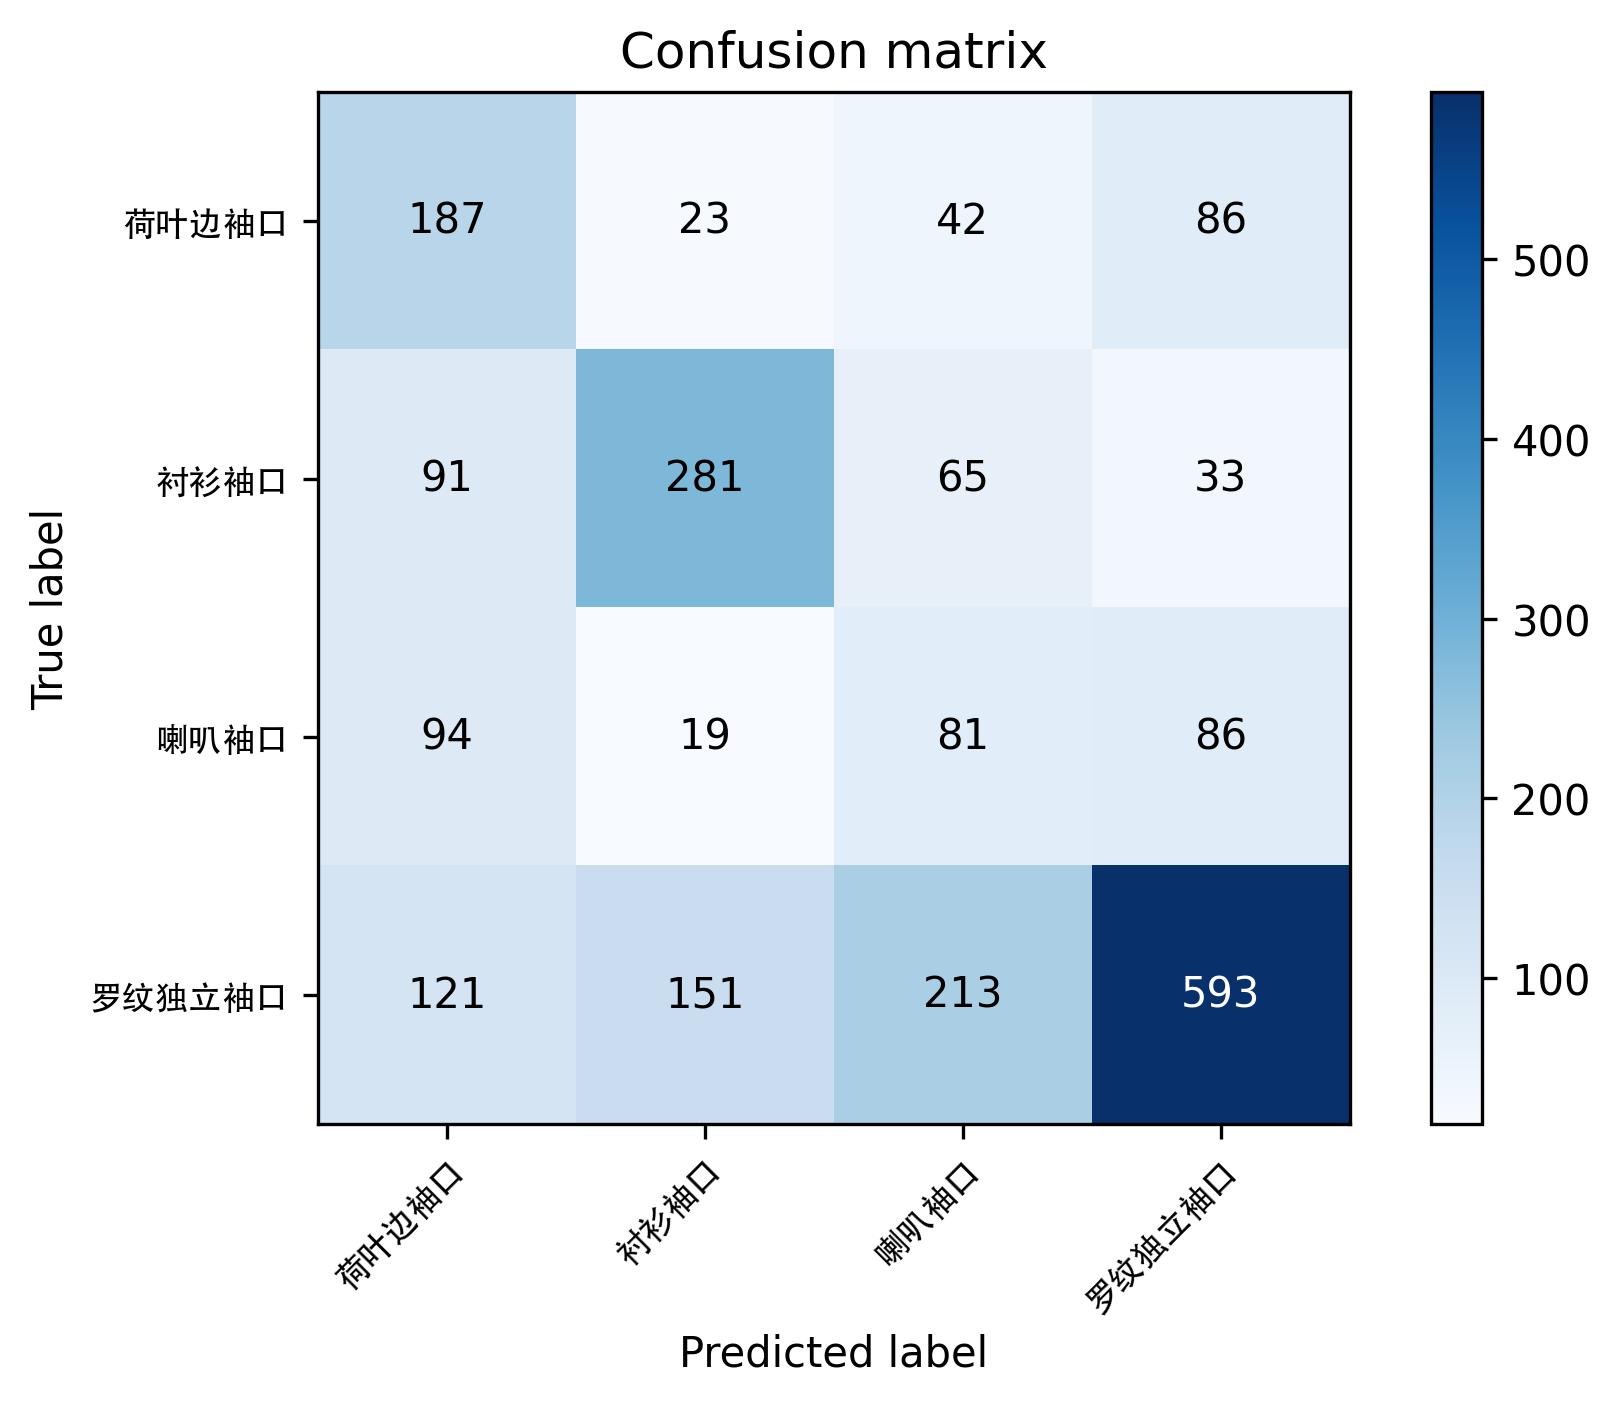 Confusion matrix
荷叶边袖口
187 23 42 86
衬衫袖口
91 281 65 33
喇叭袖口
94 19 81 86
罗纹独立袖口
121 151 213 593
True label
荷叶边袖口
衬衫袖口
喇叭袖口
罗纹独立袖口
Predicted label
500
400
300
200
100